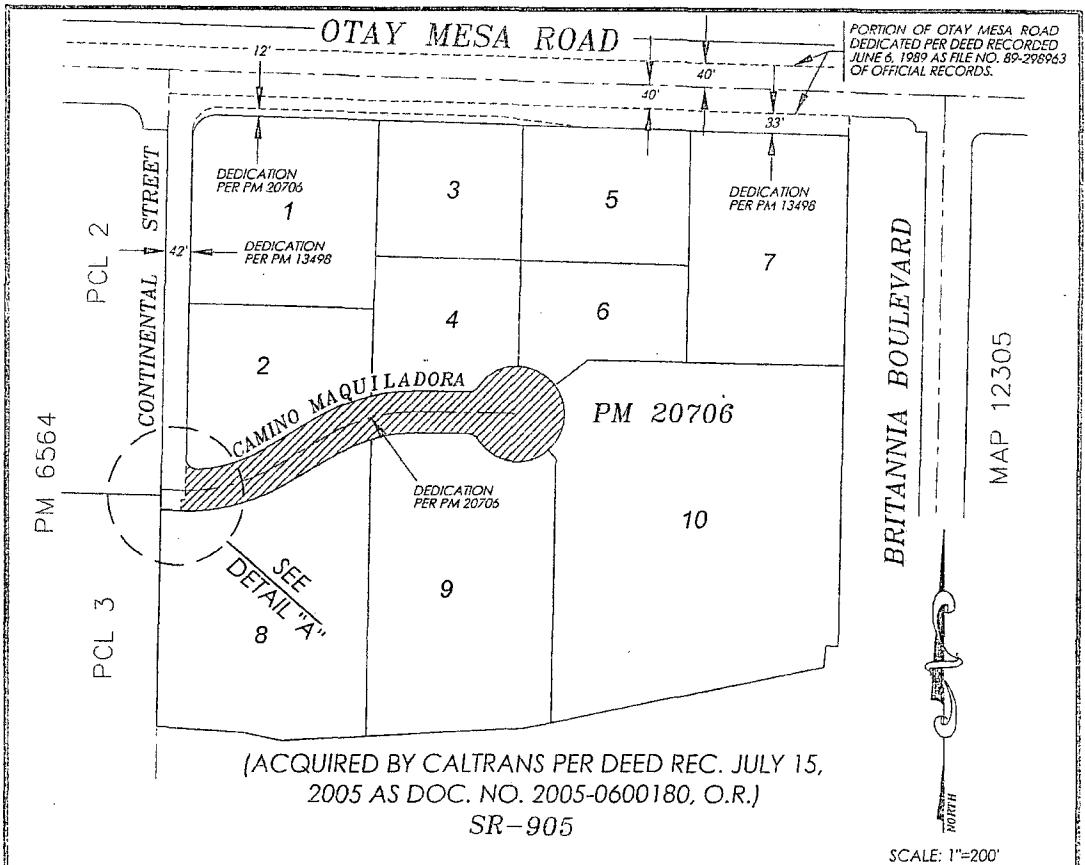 OTAY MESA ROAD
PORTION OF OTAY MESA ROAD
DEDICATED PER DEED RECORDED
JUNE 6, 1989 AS FILE NO. 89-298963
OF OFFICIAL RECORDS.
12'
40'
40'
33'
DEDICATION
PER PM 20706
1
3
5
DEDICATION
PER PM 13498
7
CONTINENTAL STREET
PCL 2
42'
DEDICATION
PER PM 13498
2
4
6
BRITANNIA BOULEVARD
MAP 12305
CAMINO MAQUILADORA
PM 20706
PM 6564
DEDICATION
PER PM 20706
SEE
DETAIL "A"
PCL 3
8
9
10
(ACQUIRED BY CALTRANS PER DEED REC. JULY 15,
2005 AS DOC. NO. 2005-0600180, O.R.)
SR-905
NORTH
SCALE: 1"=200'